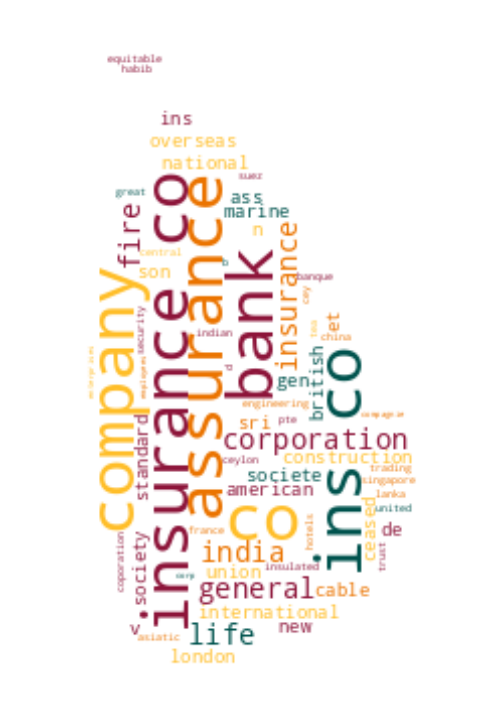 equitable
habib
ins
overseas
national
suez
great
ass
marine
fire
n
insurance co
assurance
bank
insurance
central
son
b
banque
company
cey
security
indian
et
tea
china
employees
british
d
gen
ins co
engineering
compagnie
standard
sri
pte
corporation
ceylon
construction
trading
societe
singapore
american
lanka
co
united
ceased
france
hotels
de
coporation
society
india
trust
corp
union
insulated
general
cable
international
v
asiatic
life
new
london